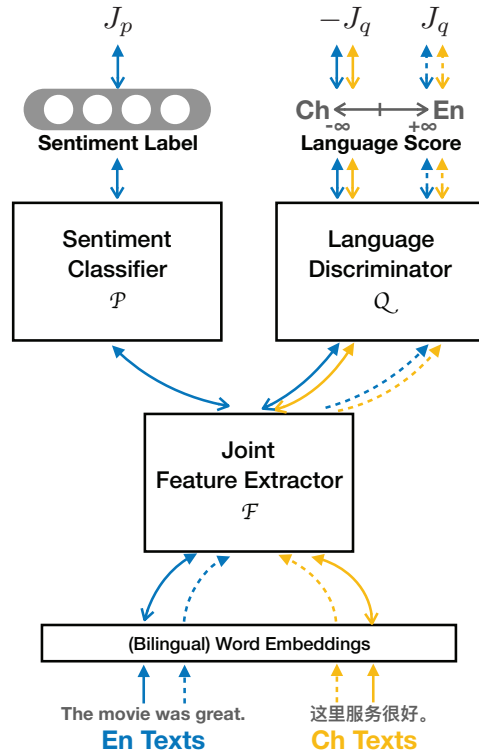 J_p
-J_q
J_q
Ch
En
-∞
+∞
Sentiment Label
Language Score
Sentiment
Classifier
𝒫
Language
Discriminator
𝒬
Joint
Feature Extractor
ℱ
(Bilingual) Word Embeddings
The movie was great.
这里服务很好。
En Texts
Ch Texts